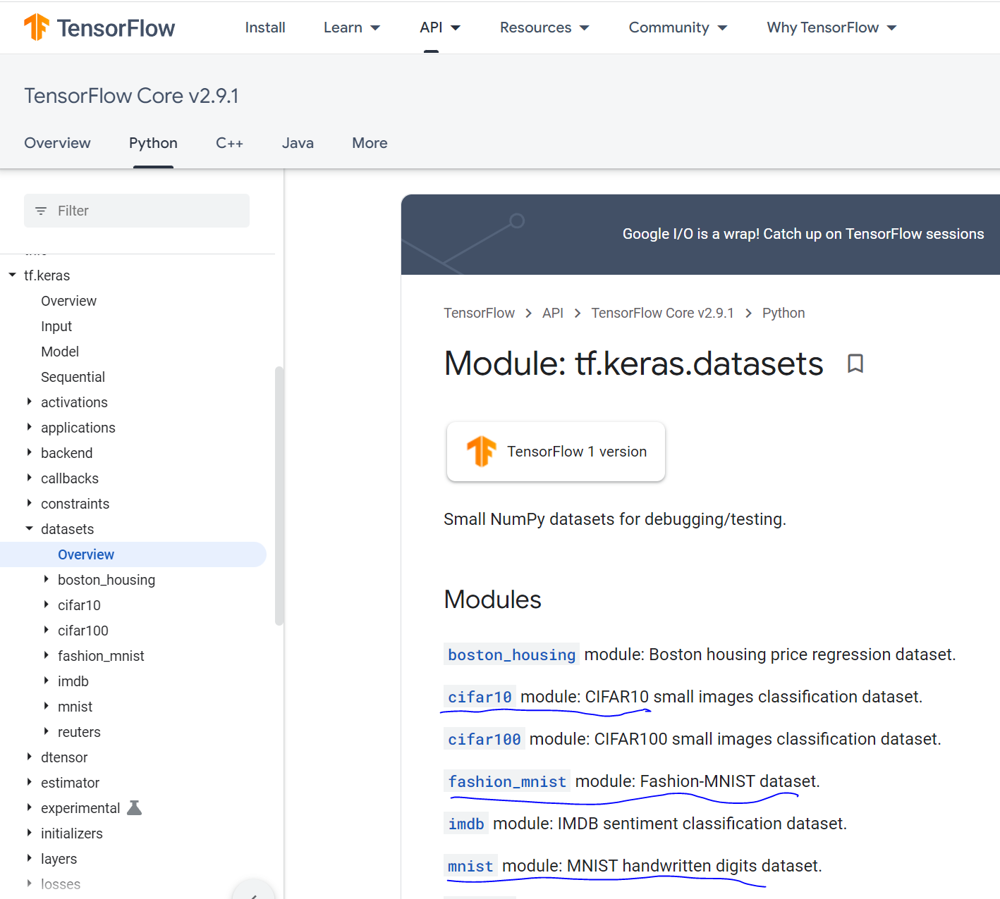 TensorFlow
Install
Learn
API
Resources
Community
Why TensorFlow
TensorFlow Core v2.9.1
Overview
Python
C++
Java
More
Filter
tf.keras
Overview
Input
Model
Sequential
activations
applications
backend
callbacks
constraints
datasets
Overview
boston_housing
cifar10
cifar100
fashion_mnist
imdb
mnist
reuters
dtensor
estimator
experimental
initializers
layers
losses
Google I/O is a wrap! Catch up on TensorFlow sessions
TensorFlow > API > TensorFlow Core v2.9.1 > Python
Module: tf.keras.datasets
TensorFlow 1 version
Small NumPy datasets for debugging/testing.
Modules
boston_housing module: Boston housing price regression dataset.
cifar10 module: CIFAR10 small images classification dataset.
cifar100 module: CIFAR100 small images classification dataset.
fashion_mnist module: Fashion-MNIST dataset.
imdb module: IMDB sentiment classification dataset.
mnist module: MNIST handwritten digits dataset.